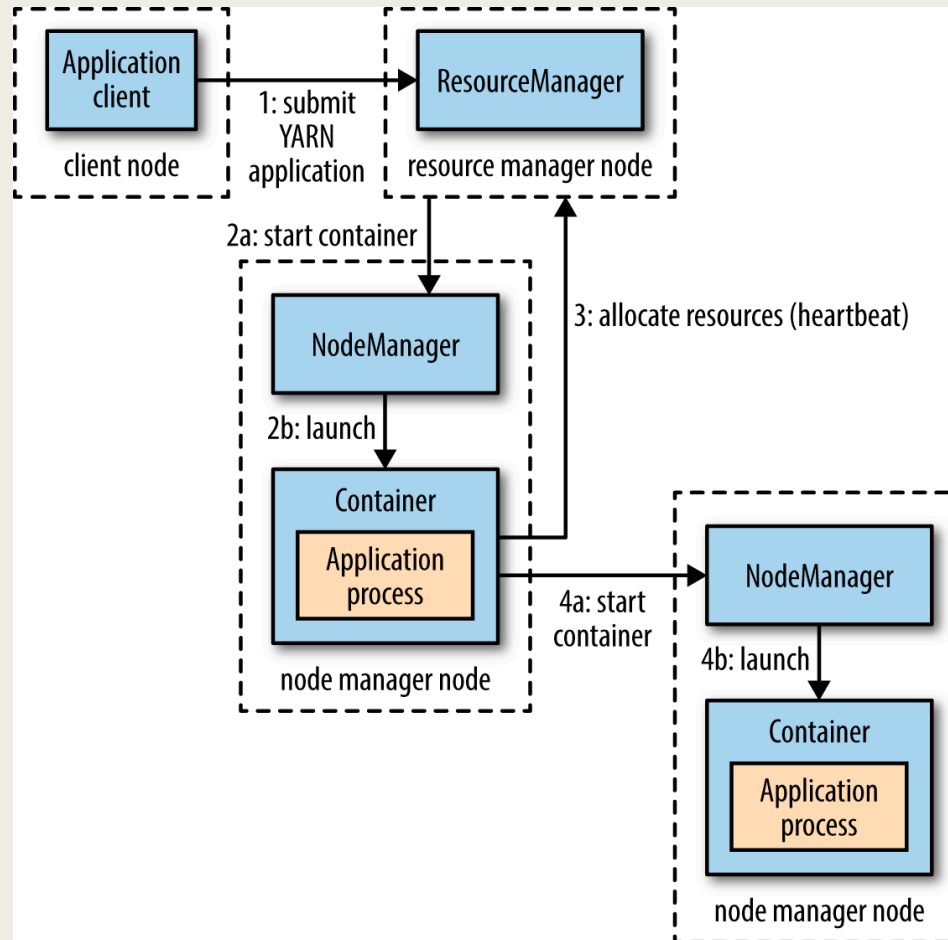 Application
client
client node
1: submit
YARN
application
ResourceManager
resource manager node
2a: start container
NodeManager
2b: launch
Container
Application
process
node manager node
3: allocate resources (heartbeat)
4a: start
container
NodeManager
4b: launch
Container
Application
process
node manager node